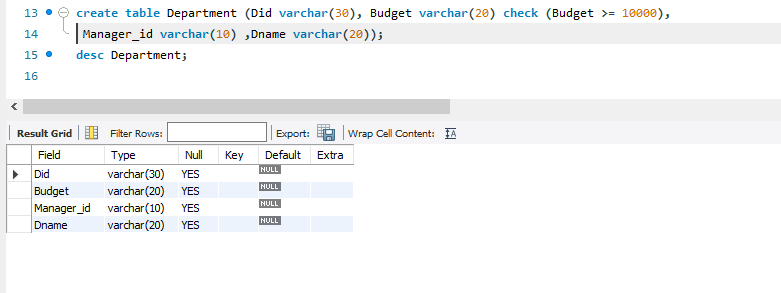 13 create table Department (Did varchar(30), Budget varchar(20) check (Budget >= 10000),
14 Manager_id varchar(10) ,Dname varchar(20));
15 desc Department;
16
Result Grid Filter Rows: Export: Wrap Cell Content: IA
Field Type Null Key Default Extra
Did varchar(30) YES NULL
Budget varchar(20) YES NULL
Manager_id varchar(10) YES NULL
Dname varchar(20) YES NULL